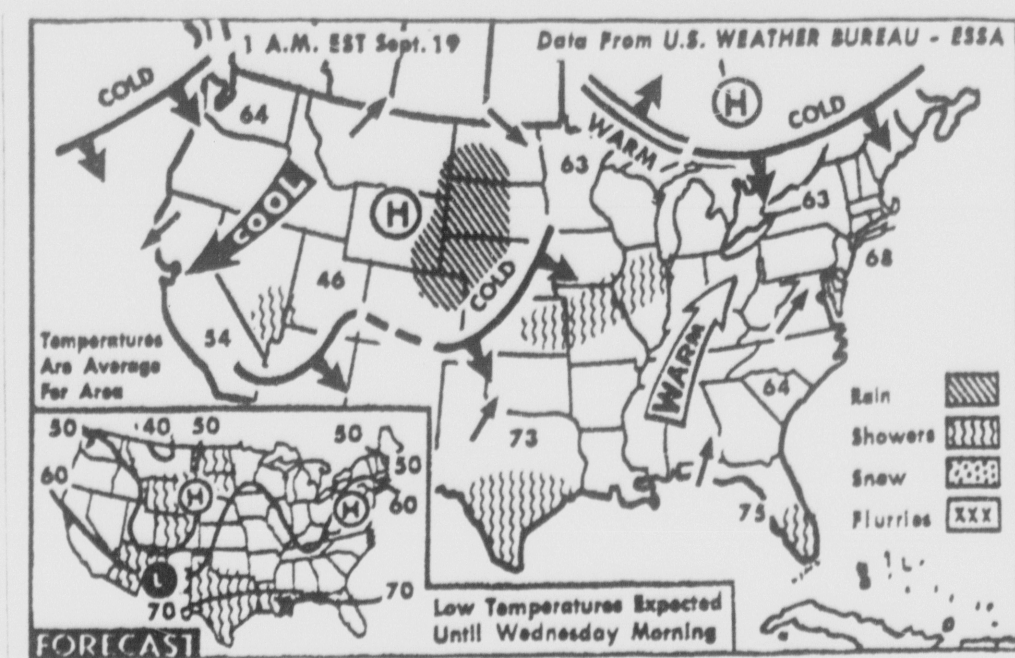 1 A.M. EST Sept. 19
Data From U.S. WEATHER BUREAU - ESSA
COLD
H
COLD
64
WARM
63
63
COOL
H
68
46
COLD
54
WARM
64
Temperatures
Are Average
For Area
Rain
Showers
Snow
Flurries
XXX
73
75
50
40
50
50
50
60
60
H
H
L
70
70
Low Temperatures Expected
Until Wednesday Morning
FORECAST